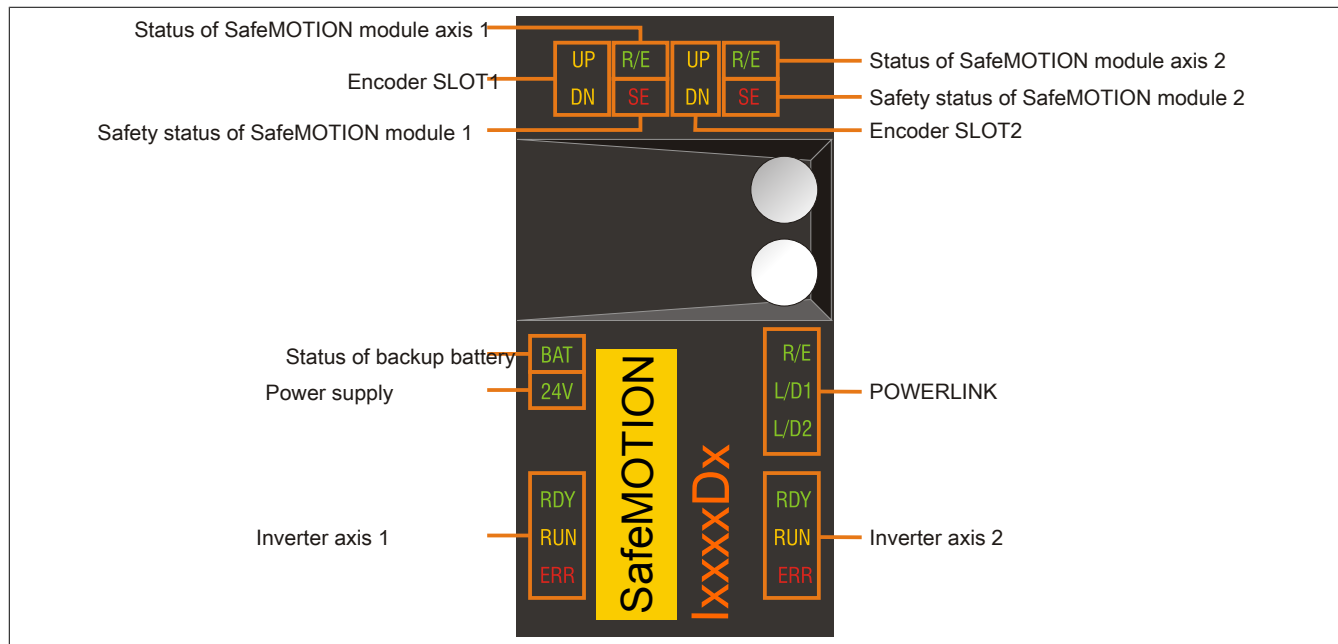 Status of SafeMOTION module axis 1
UP R/E UP R/E
Status of SafeMOTION module axis 2
Encoder SLOT1
DN SE DN SE
Safety status of SafeMOTION module 2
Safety status of SafeMOTION module 1
Encoder SLOT2
Status of backup battery
BAT
R/E
Power supply
24V
L/D1
POWERLINK
L/D2
SafeMOTION
IxxxxDx
RDY
RDY
Inverter axis 1
RUN
RUN
Inverter axis 2
ERR
ERR